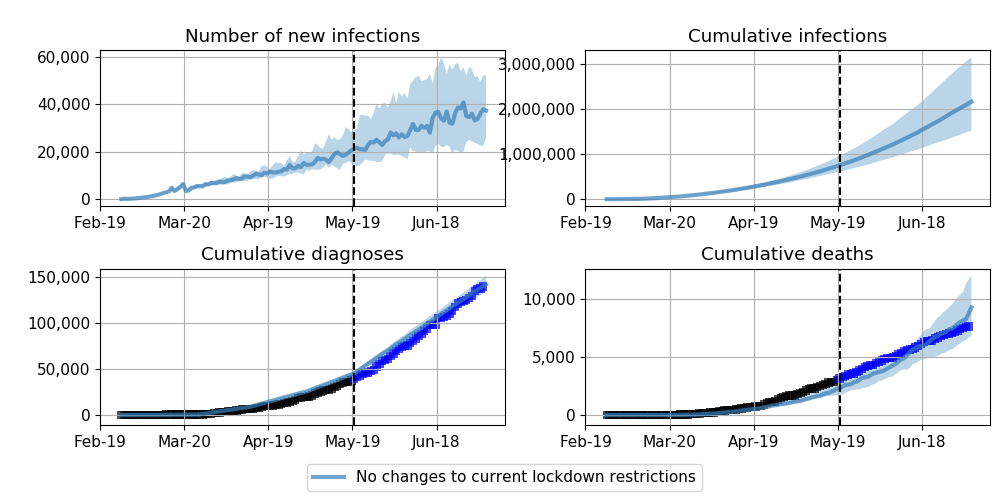 Number of new infections
Cumulative infections
60,000
40,000
20,000
0
Feb-19 Mar-20 Apr-19 May-19 Jun-18
3,000,000
2,000,000
1,000,000
0
Feb-19 Mar-20 Apr-19 May-19 Jun-18
Cumulative diagnoses
Cumulative deaths
150,000
100,000
50,000
0
Feb-19 Mar-20 Apr-19 May-19 Jun-18
10,000
5,000
0
Feb-19 Mar-20 Apr-19 May-19 Jun-18
No changes to current lockdown restrictions